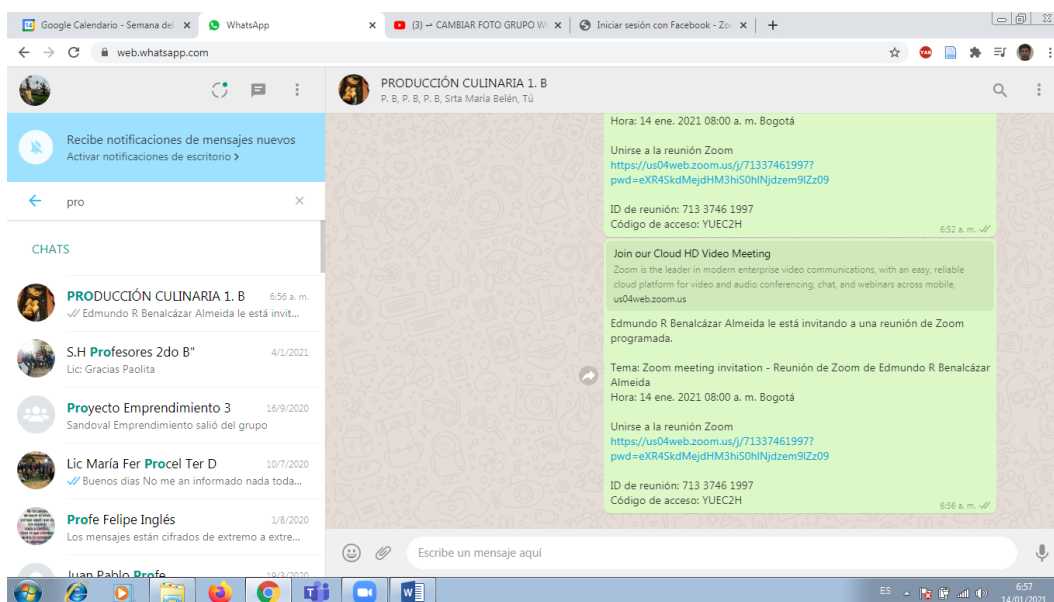 Google Calendario - Semana del
WhatsApp
(3) ↔ CAMBIAR FOTO GRUPO W
Iniciar sesión con Facebook - Zoo
web.whatsapp.com
PRODUCCIÓN CULINARIA 1. B
P. B, P. B, P. B, Srta María Belén, Tú
Recibe notificaciones de mensajes nuevos
Activar notificaciones de escritorio >
pro
CHATS
PRODUCCIÓN CULINARIA 1. B 6:56 a. m.
Edmundo R Benalcázar Almeida le está invit...
S.H Profesores 2do B" 4/1/2021
Lic: Gracias Paolita
Proyecto Emprendimiento 3 16/9/2020
Sandoval Emprendimiento salió del grupo
Lic María Fer Procel Ter D 10/7/2020
Buenos dias No me an informado nada toda...
Profe Felipe Inglés 1/8/2020
Los mensajes están cifrados de extremo a extre...
Juan Pablo Profe 19/3/2020
Hora: 14 ene. 2021 08:00 a. m. Bogotá
Unirse a la reunión Zoom
https://us04web.zoom.us/j/71337461997?
pwd=eXR4SkdMejdHM3hiS0hlNjdzem9IZz09
ID de reunión: 713 3746 1997
Código de acceso: YUEC2H
6:52 a. m.
Join our Cloud HD Video Meeting
Zoom is the leader in modern enterprise video communications, with an easy, reliable
cloud platform for video and audio conferencing, chat, and webinars across mobile,
us04web.zoom.us
Edmundo R Benalcázar Almeida le está invitando a una reunión de Zoom
programada.
Tema: Zoom meeting invitation - Reunión de Zoom de Edmundo R Benalcázar
Almeida
Hora: 14 ene. 2021 08:00 a. m. Bogotá
Unirse a la reunión Zoom
https://us04web.zoom.us/j/71337461997?
pwd=eXR4SkdMejdHM3hiS0hlNjdzem9IZz09
ID de reunión: 713 3746 1997
Código de acceso: YUEC2H
6:56 a. m.
Escribe un mensaje aquí
ES
6:57
14/01/2021